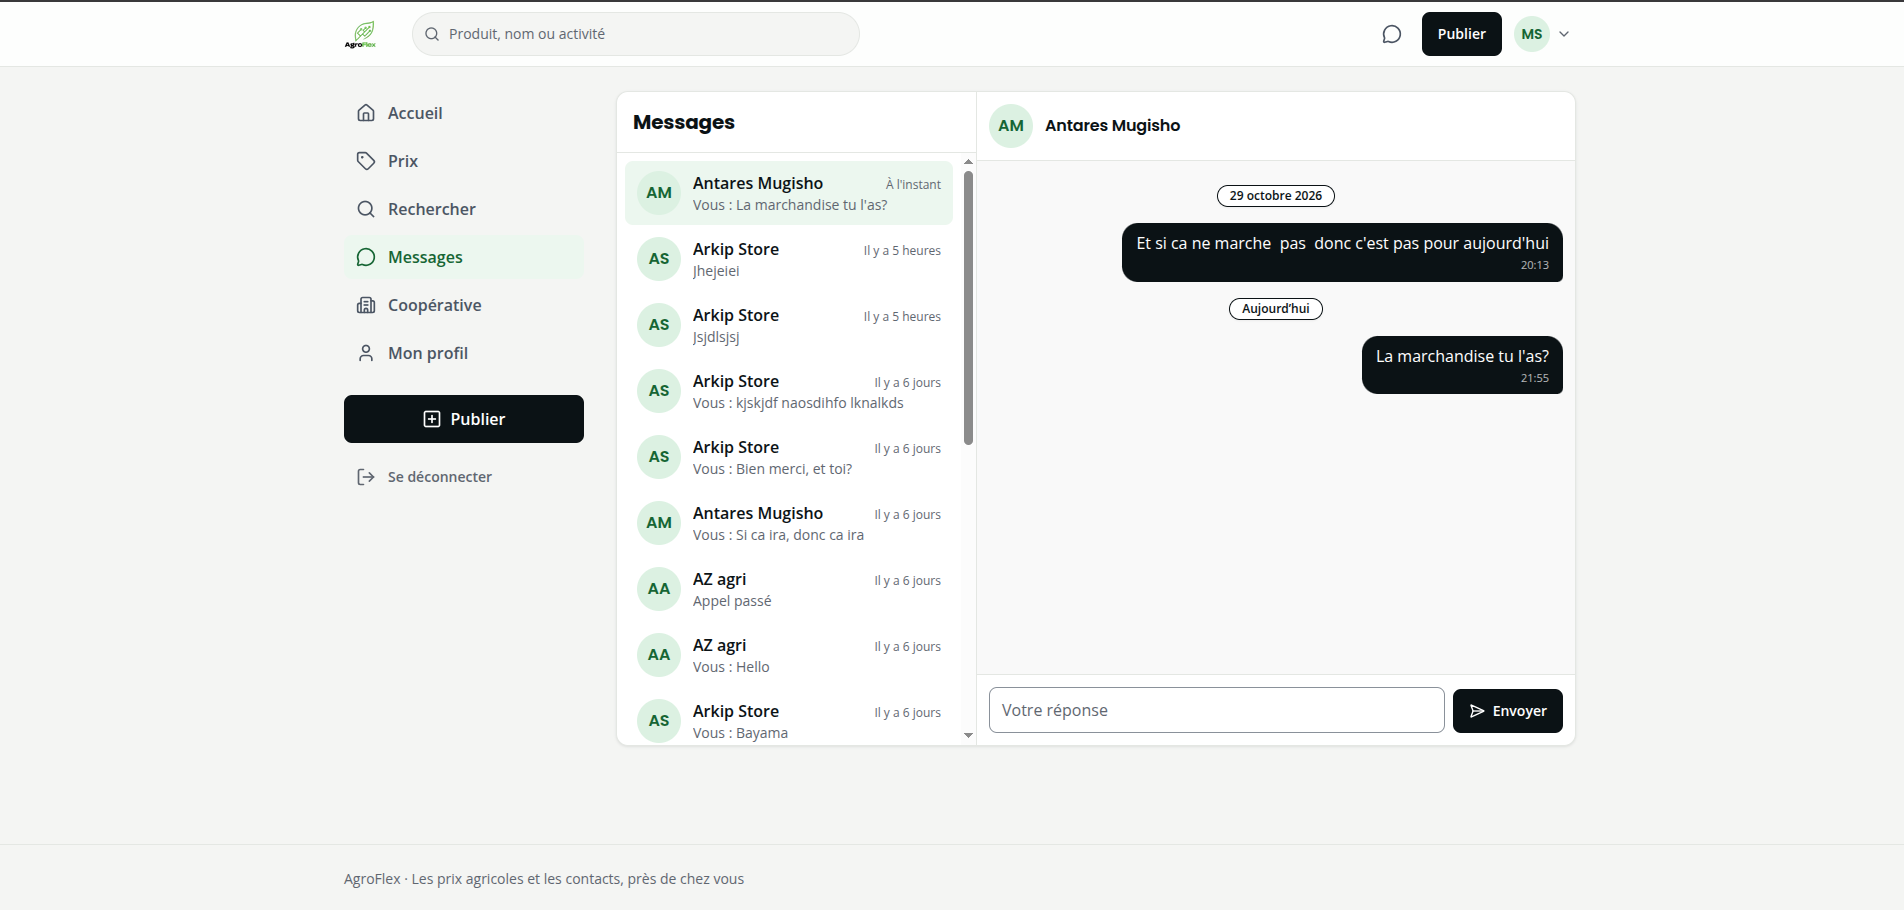 AgroFlex
Produit, nom ou activité
Publier
MS
Accueil
Prix
Rechercher
Messages
Coopérative
Mon profil
Publier
Se déconnecter
Messages
AM
Antares Mugisho
À l'instant
Vous : La marchandise tu l'as?
AS
Arkip Store
Il y a 5 heures
Jhejeiei
AS
Arkip Store
Il y a 5 heures
Jsjdlsjsj
AS
Arkip Store
Il y a 6 jours
Vous : kjskjdf naosdihfo lknalkds
AS
Arkip Store
Il y a 6 jours
Vous : Bien merci, et toi?
AM
Antares Mugisho
Il y a 6 jours
Vous : Si ca ira, donc ca ira
AA
AZ agri
Il y a 6 jours
Appel passé
AA
AZ agri
Il y a 6 jours
Vous : Hello
AS
Arkip Store
Il y a 6 jours
Vous : Bayama
AM
Antares Mugisho
29 octobre 2026
Et si ca ne marche  pas  donc c'est pas pour aujourd'hui
20:13
Aujourd'hui
La marchandise tu l'as?
21:55
Votre réponse
Envoyer
AgroFlex · Les prix agricoles et les contacts, près de chez vous